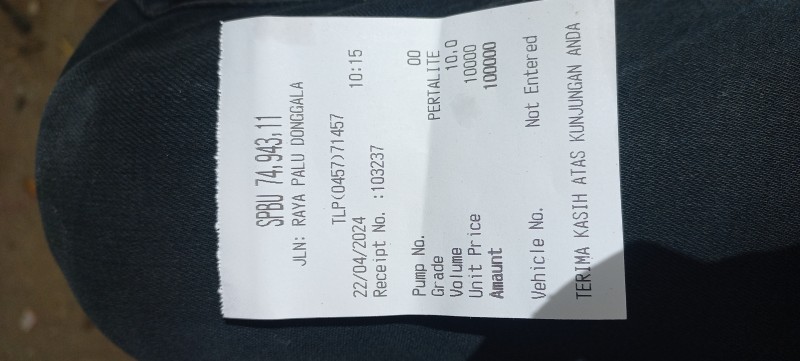 SPBU 74,943,11
JLN: RAYA PALU DONGGALA
TLP(0457)71457
22/04/2024 10:15
Receipt No. :103237
Pump No. 00
Grade PERTALITE
Volume 10.0
Unit Price 10000
Amaunt 100000
Vehicle No. Not Entered
TERIMA KASIH ATAS KUNJUNGAN ANDA